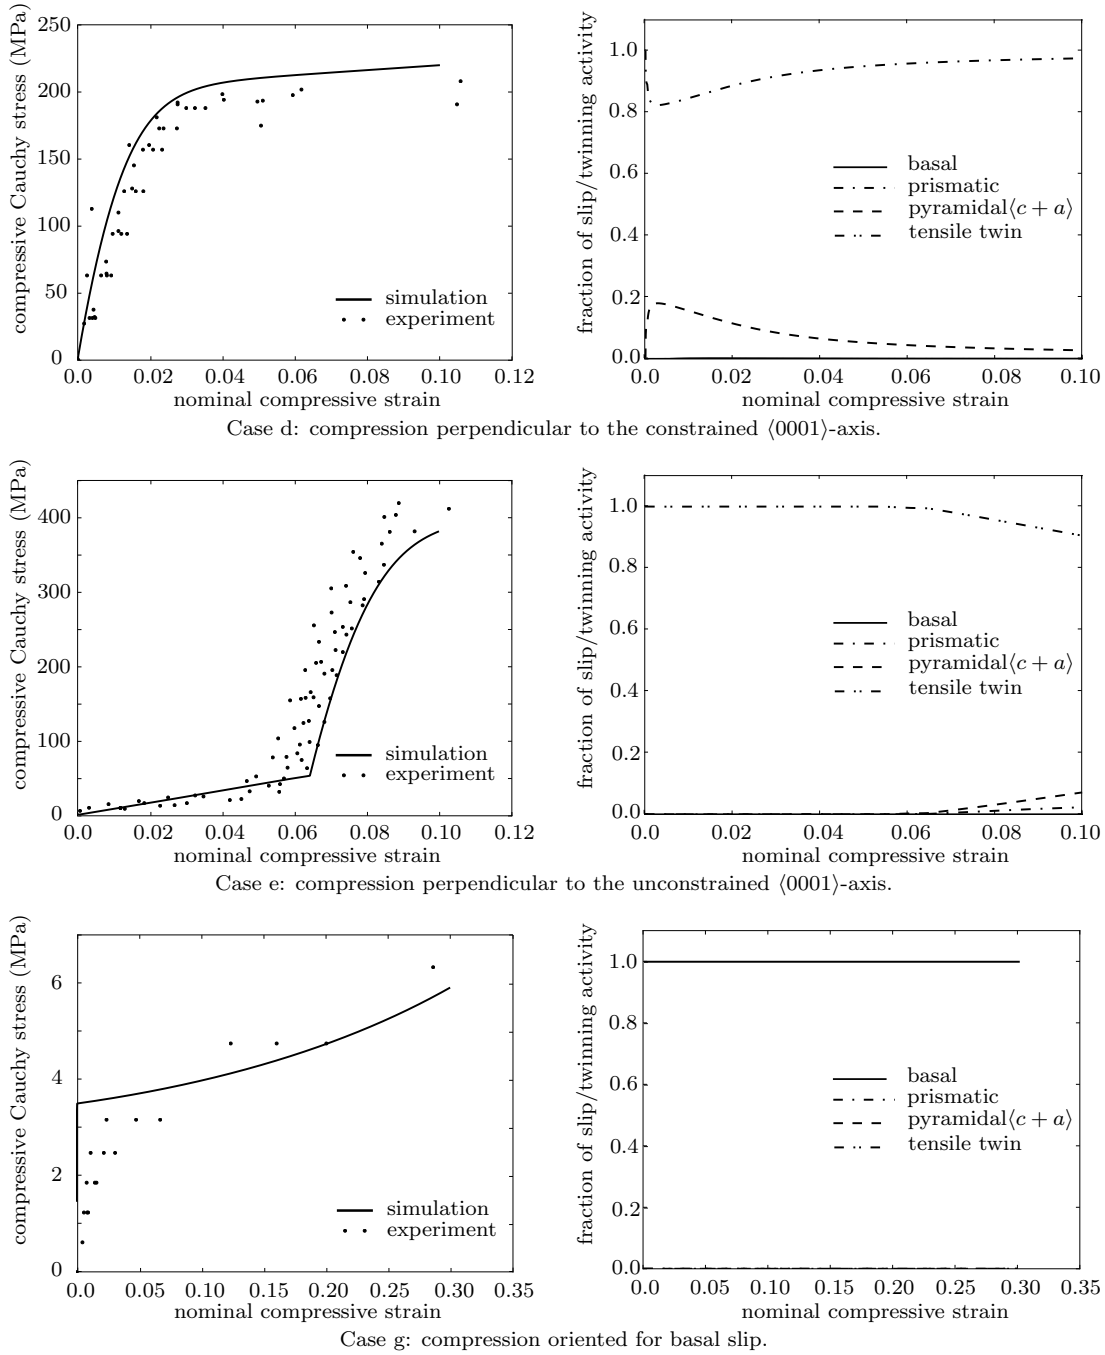 compressive Cauchy stress (MPa)
250
200
150
100
50
0
simulation
experiment
0.0 0.02 0.04 0.06 0.08 0.10 0.12
nominal compressive strain
fraction of slip/twinning activity
1.0
0.8
0.6
0.4
0.2
0.0
basal
prismatic
pyramidal⟨c + a⟩
tensile twin
0.0 0.02 0.04 0.06 0.08 0.10
nominal compressive strain
Case d: compression perpendicular to the constrained ⟨0001⟩-axis.
compressive Cauchy stress (MPa)
400
300
200
100
0
simulation
experiment
0.0 0.02 0.04 0.06 0.08 0.10 0.12
nominal compressive strain
fraction of slip/twinning activity
1.0
0.8
0.6
0.4
0.2
0.0
basal
prismatic
pyramidal⟨c + a⟩
tensile twin
0.0 0.02 0.04 0.06 0.08 0.10
nominal compressive strain
Case e: compression perpendicular to the unconstrained ⟨0001⟩-axis.
compressive Cauchy stress (MPa)
6
4
2
0
simulation
experiment
0.0 0.05 0.10 0.15 0.20 0.25 0.30 0.35
nominal compressive strain
fraction of slip/twinning activity
1.0
0.8
0.6
0.4
0.2
0.0
basal
prismatic
pyramidal⟨c + a⟩
tensile twin
0.0 0.05 0.10 0.15 0.20 0.25 0.30 0.35
nominal compressive strain
Case g: compression oriented for basal slip.